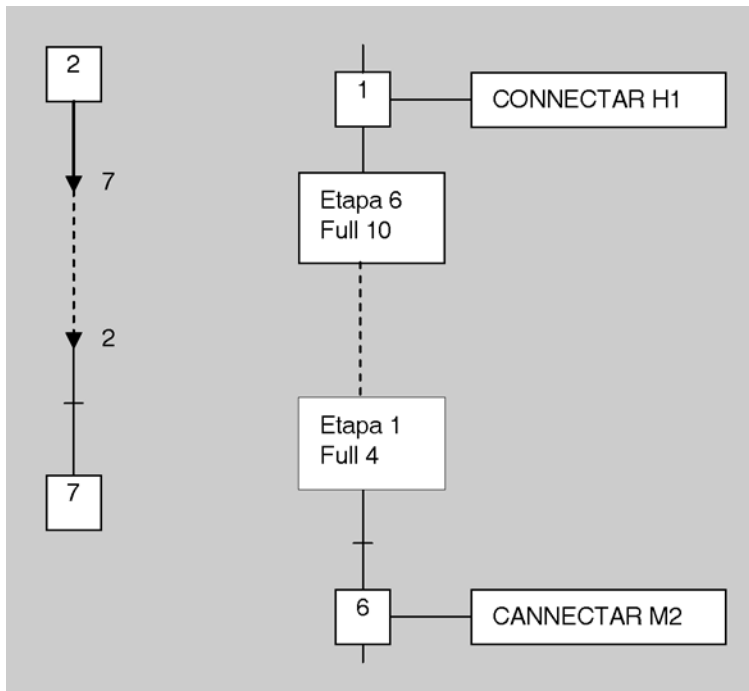 2
7
2
7
1
CONNECTAR H1
Etapa 6
Full 10
Etapa 1
Full 4
6
CANNECTAR M2